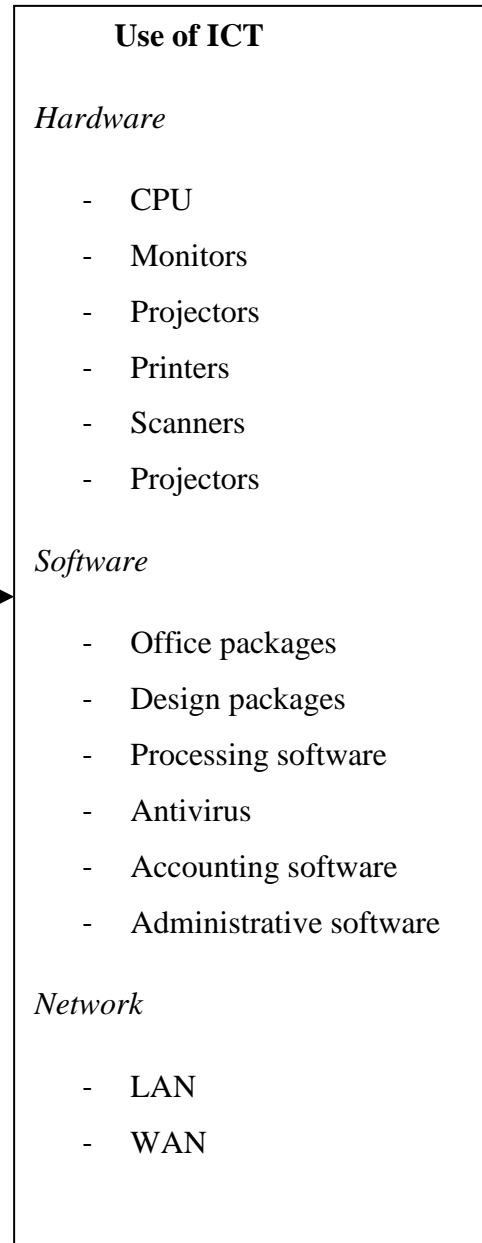 Use of ICT
Hardware
- CPU
- Monitors
- Projectors
- Printers
- Scanners
- Projectors
Software
- Office packages
- Design packages
- Processing software
- Antivirus
- Accounting software
- Administrative software
Network
- LAN
- WAN